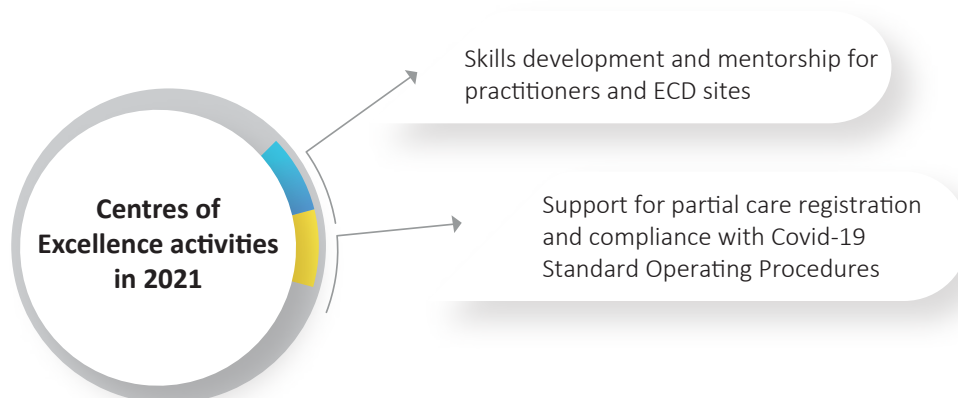 Skills development and mentorship for
practitioners and ECD sites
Centres of
Excellence activities
in 2021
Support for partial care registration
and compliance with Covid-19
Standard Operating Procedures